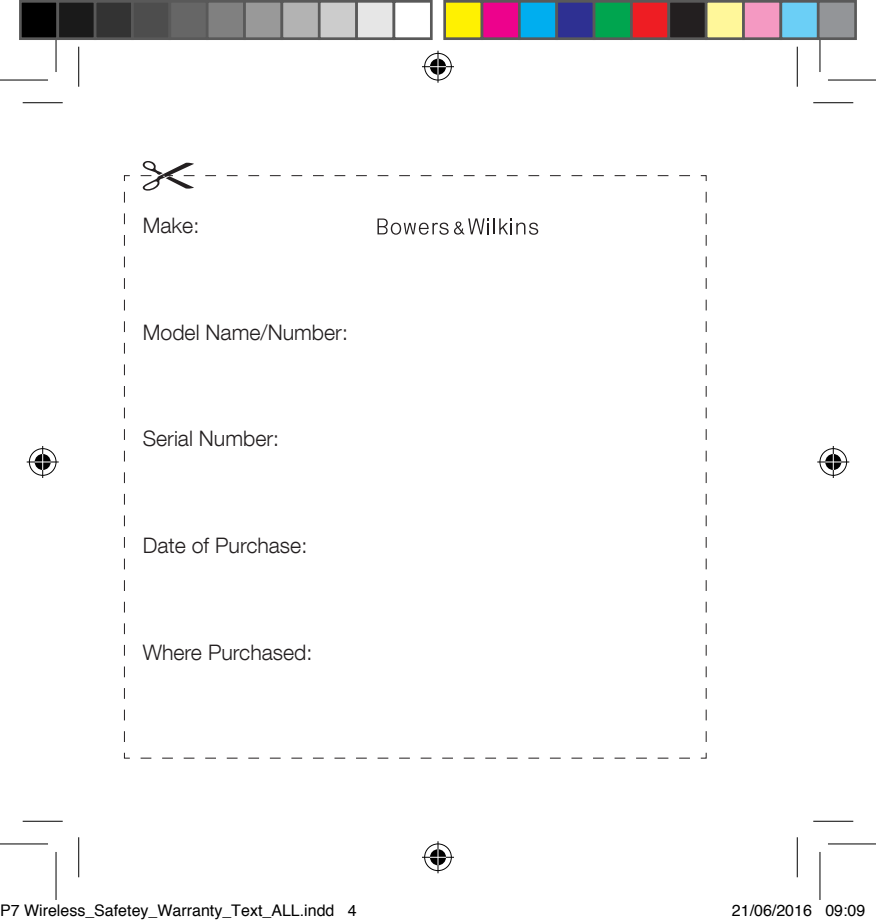 Make: Bowers & Wilkins
Model Name/Number:
Serial Number:
Date of Purchase:
Where Purchased:
P7 Wireless_Safetey_Warranty_Text_ALL.indd 4 21/06/2016 09:09